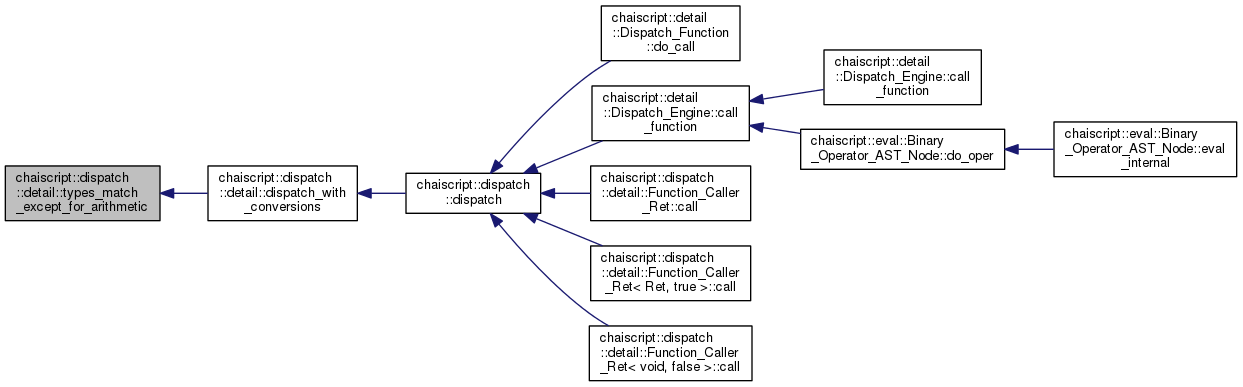 chaiscript::dispatch
::detail::types_match
_except_for_arithmetic
chaiscript::dispatch
::detail::dispatch_with
_conversions
chaiscript::dispatch
::dispatch
chaiscript::detail
::Dispatch_Function
::do_call
chaiscript::detail
::Dispatch_Engine::call
_function
chaiscript::dispatch
::detail::Function_Caller
_Ret::call
chaiscript::dispatch
::detail::Function_Caller
_Ret< Ret, true >::call
chaiscript::dispatch
::detail::Function_Caller
_Ret< void, false >::call
chaiscript::detail
::Dispatch_Engine::call
_function
chaiscript::eval::Binary
_Operator_AST_Node::do_oper
chaiscript::eval::Binary
_Operator_AST_Node::eval
_internal